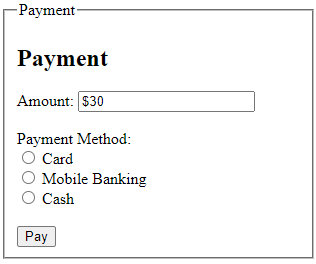 Payment
Payment
Amount: $30
Payment Method:
Card
Mobile Banking
Cash
Pay